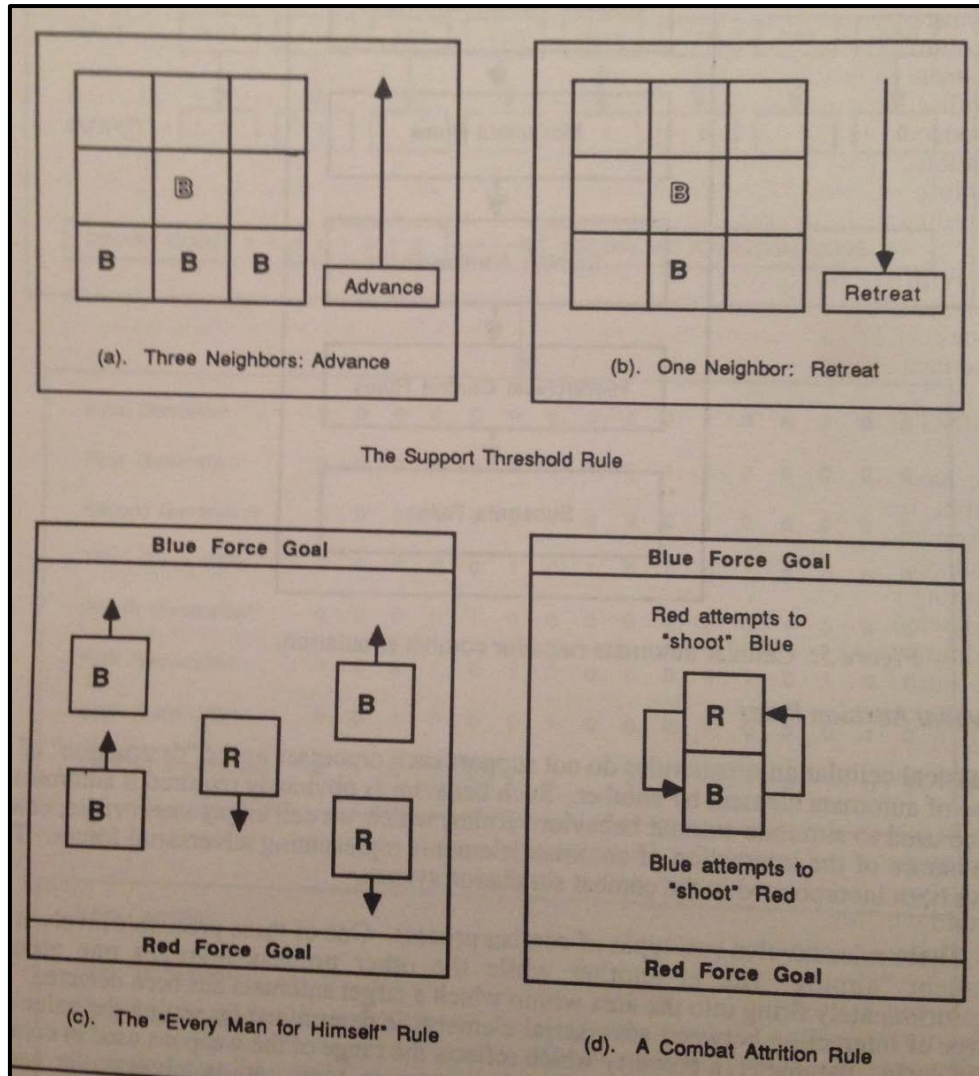 B
B B B
Advance
(a). Three Neighbors: Advance
B
B
Retreat
(b). One Neighbor: Retreat
The Support Threshold Rule
Blue Force Goal
B
B
B
R
R
Red Force Goal
(c). The "Every Man for Himself" Rule
Blue Force Goal
Red attempts to
"shoot" Blue
R
B
Blue attempts to
"shoot" Red
Red Force Goal
(d). A Combat Attrition Rule